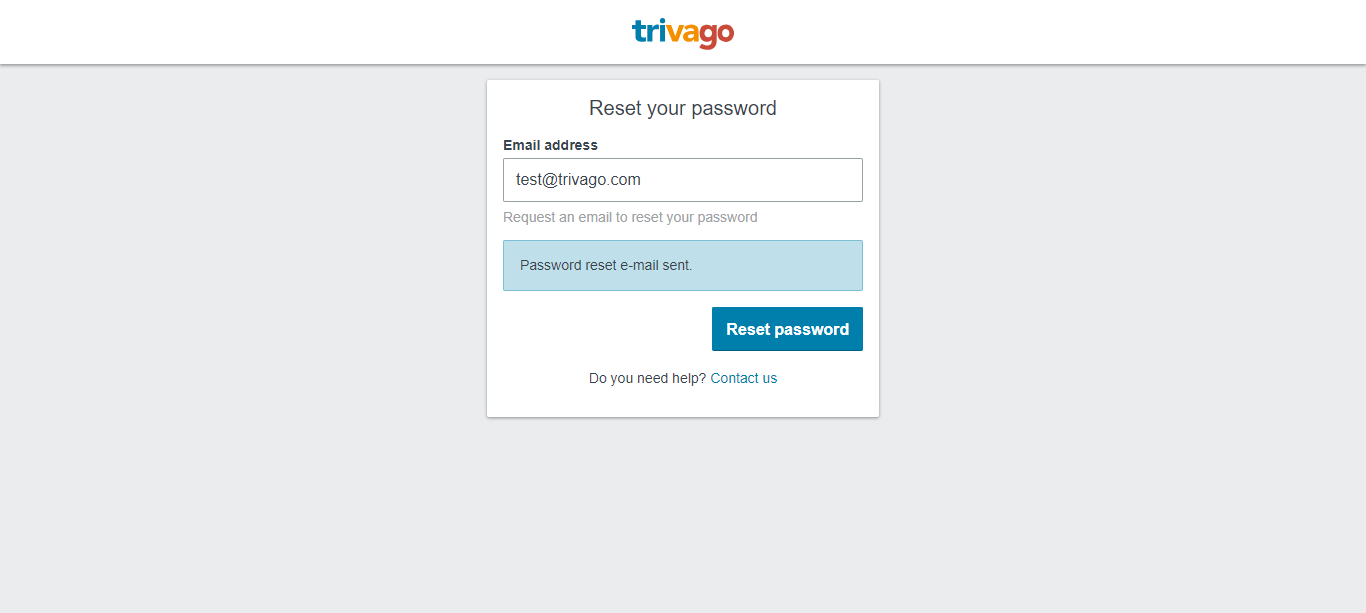 trivago
Reset your password
Email address
test@trivago.com
Request an email to reset your password
Password reset e-mail sent.
Reset password
Do you need help? Contact us